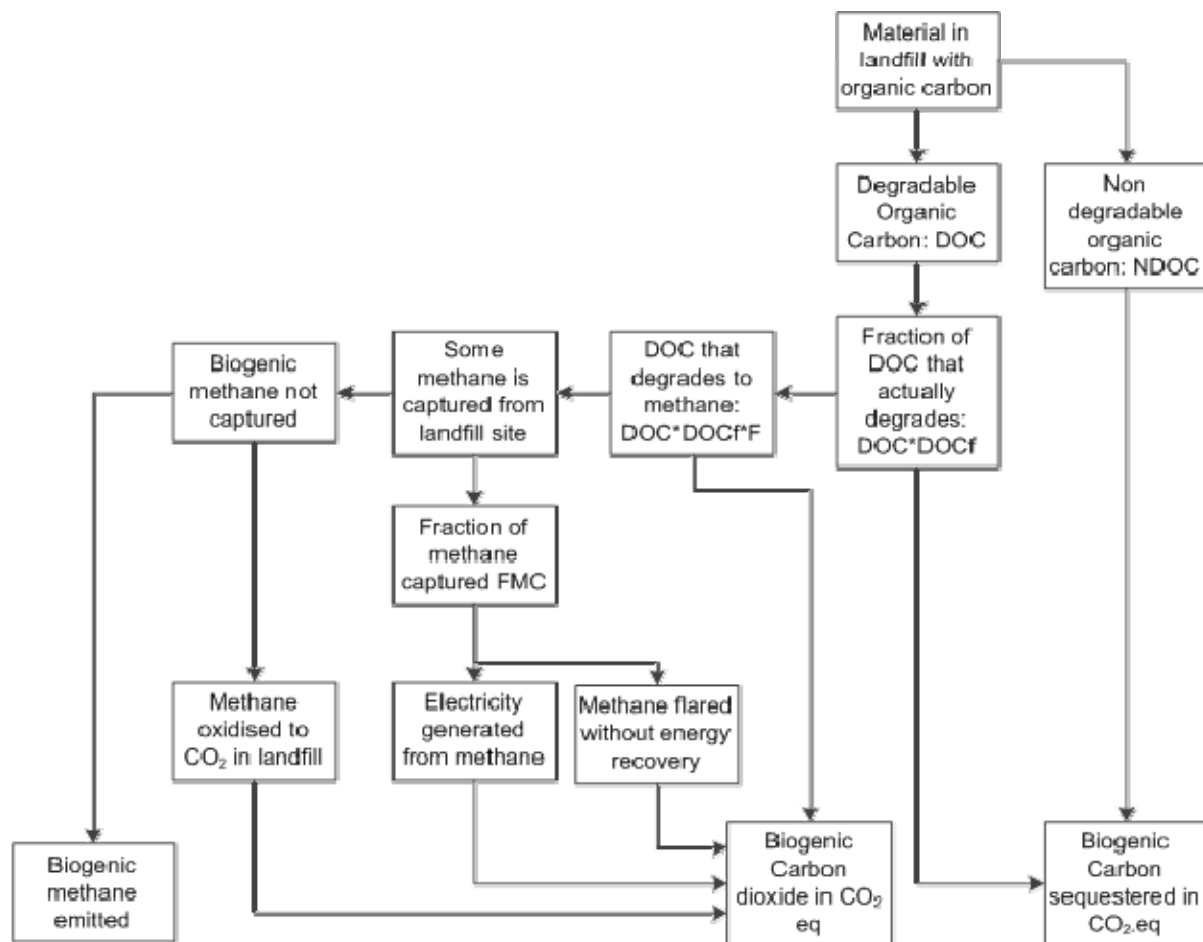 Material in
landfill with
organic carbon
Degradable
Organic
Carbon: DOC
Non
degradable
organic
carbon: NDOC
Biogenic
methane not
captured
Some
methane is
captured from
landfill site
DOC that
degrades to
methane:
DOC*DOCf*F
Fraction of
DOC that
actually
degrades:
DOC*DOCf
Fraction of
methane
captured FMC
Methane
oxidised to
CO₂ in landfill
Electricity
generated
from methane
Methane flared
without energy
recovery
Biogenic
methane
emitted
Biogenic
Carbon
dioxide in CO₂
eq
Biogenic
Carbon
sequestered in
CO₂.eq